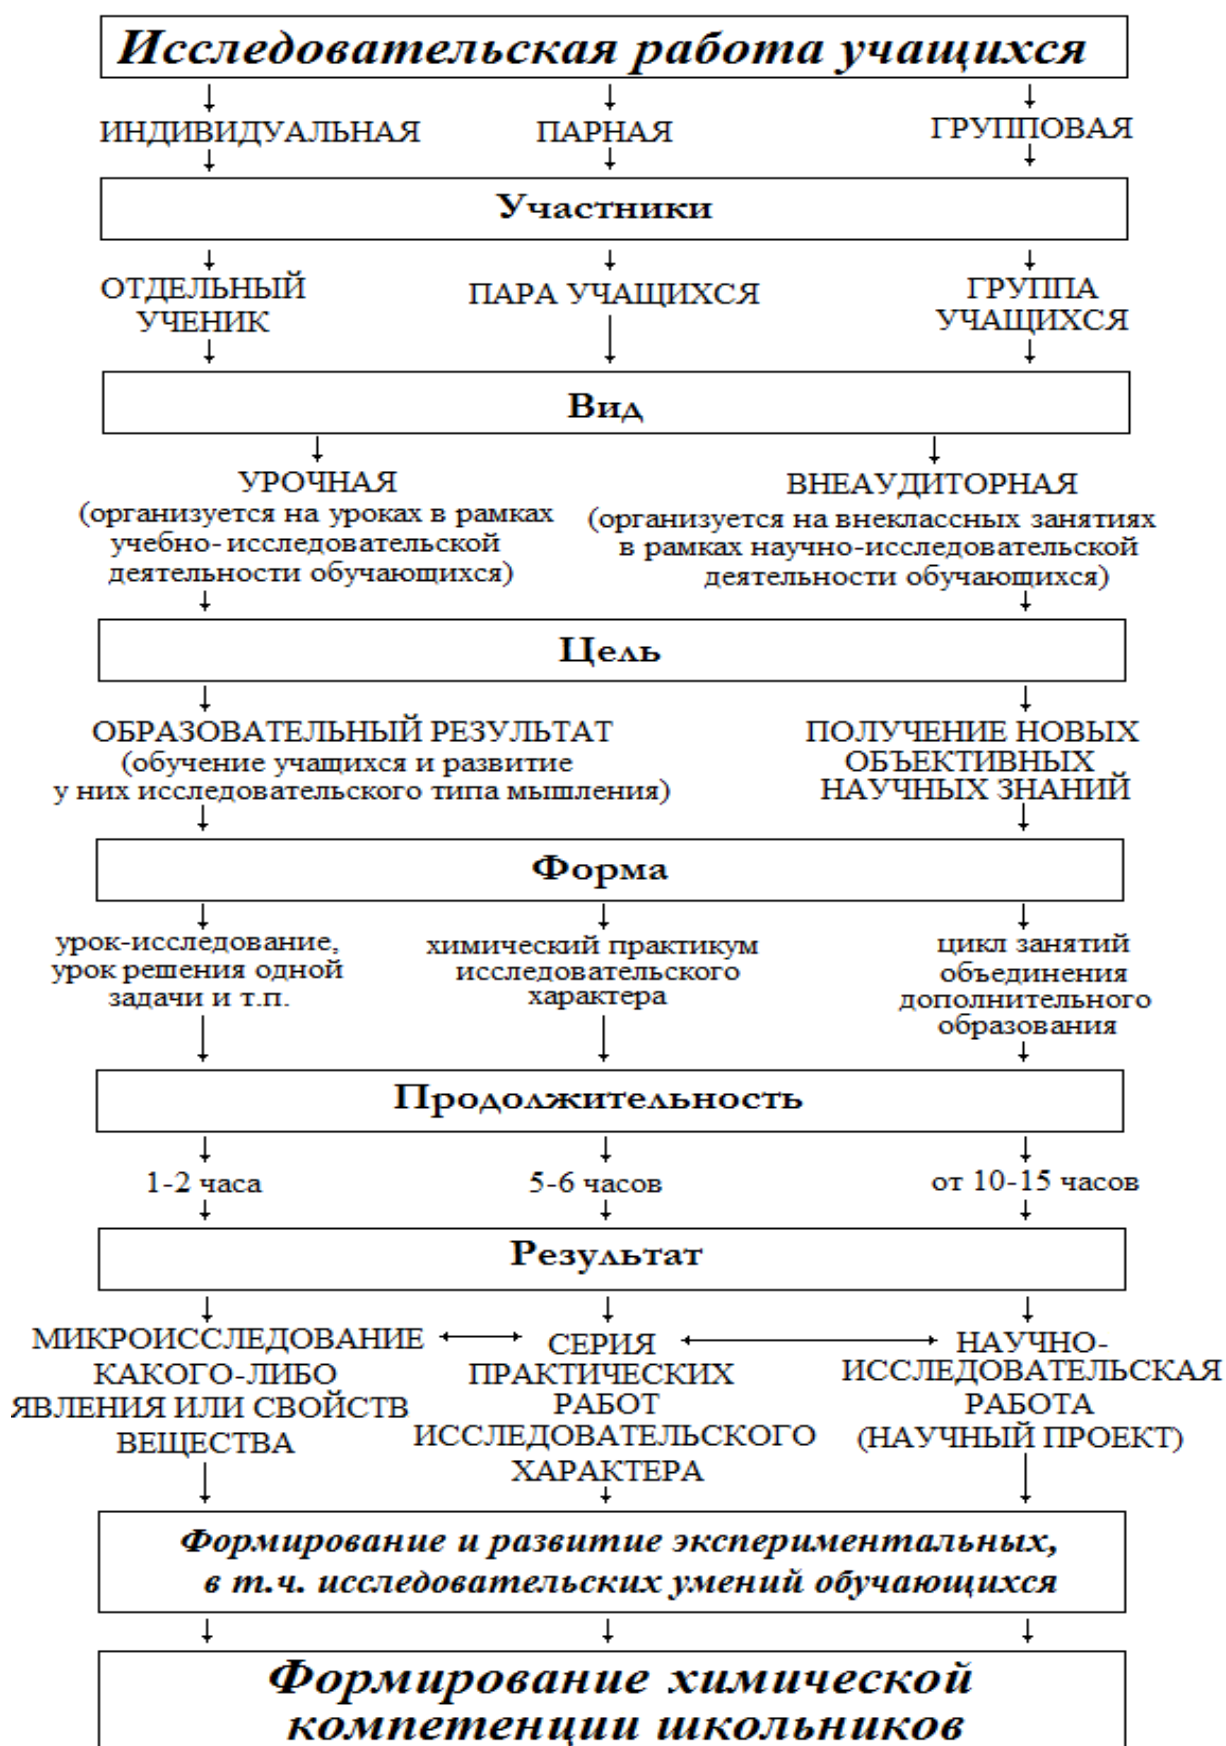 Исследовательская работа учащихся
ИНДИВИДУАЛЬНАЯ
ПАРНАЯ
ГРУППОВАЯ
Участники
ОТДЕЛЬНЫЙ
УЧЕНИК
ПАРА УЧАЩИХСЯ
ГРУППА
УЧАЩИХСЯ
Вид
УРОЧНАЯ
(организуется на уроках в рамках
учебно-исследовательской
деятельности обучающихся)
ВНЕАУДИТОРНАЯ
(организуется на внеклассных занятиях
в рамках научно-исследовательской
деятельности обучающихся)
Цель
ОБРАЗОВАТЕЛЬНЫЙ РЕЗУЛЬТАТ
(обучение учащихся и развитие
у них исследовательского типа мышления)
ПОЛУЧЕНИЕ НОВЫХ
ОБЪЕКТИВНЫХ
НАУЧНЫХ ЗНАНИЙ
Форма
урок-исследование,
урок решения одной
задачи и т.п.
химический практикум
исследовательского
характера
цикл занятий
объединения
дополнительного
образования
Продолжительность
1-2 часа
5-6 часов
от 10-15 часов
Результат
МИКРОИССЛЕДОВАНИЕ
КАКОГО-ЛИБО
ЯВЛЕНИЯ ИЛИ СВОЙСТВ
ВЕЩЕСТВА
СЕРИЯ
ПРАКТИЧЕСКИХ
РАБОТ
ИССЛЕДОВАТЕЛЬСКОГО
ХАРАКТЕРА
НАУЧНО-
ИССЛЕДОВАТЕЛЬСКАЯ
РАБОТА
(НАУЧНЫЙ ПРОЕКТ)
Формирование и развитие экспериментальных,
в т.ч. исследовательских умений обучающихся
Формирование химической
компетенции школьников